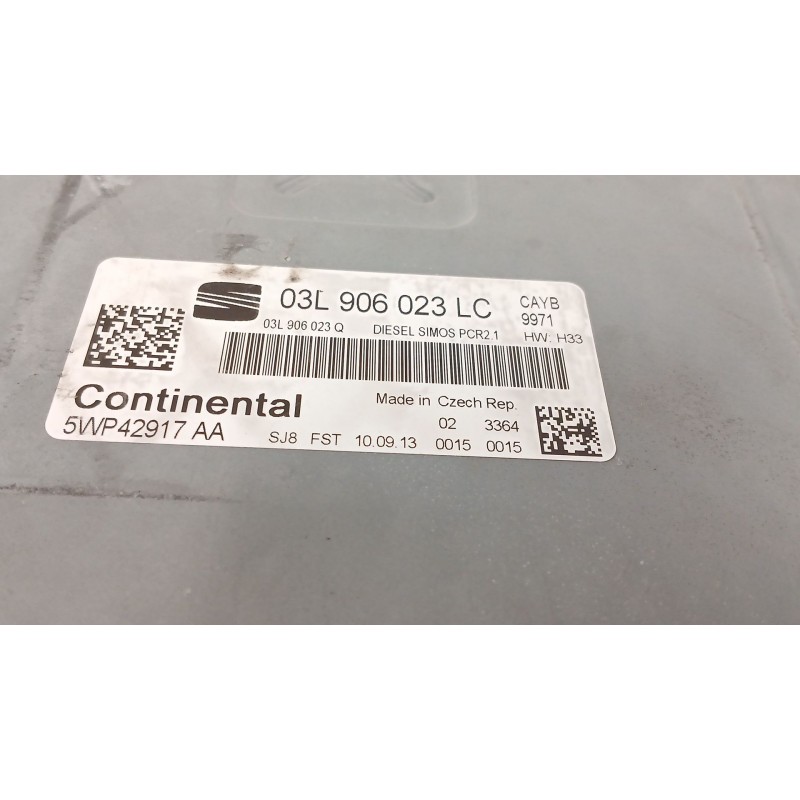 03L 906 023 LC CAYB
9971
03L 906 023 Q DIESEL SIMOS PCR2.1 HW: H33
Continental Made in Czech Rep.
5WP42917 AA 02 3364
SJ8 FST 10.09.13 0015 0015